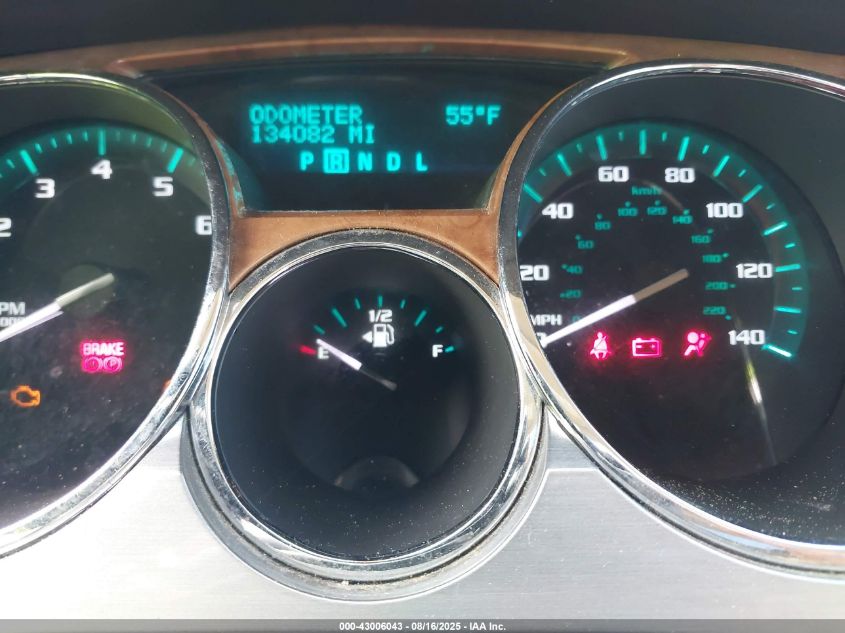 ODOMETER 55°F
134082 MI
P R N D L
2 3 4 5 6
BRAKE
1/2
E F
20 40 60 80 100 120 140
km/h
20 40 60 80 100 120 140 160 180 200 220
MPH
000-43006043 - 08/16/2025 - IAA Inc.